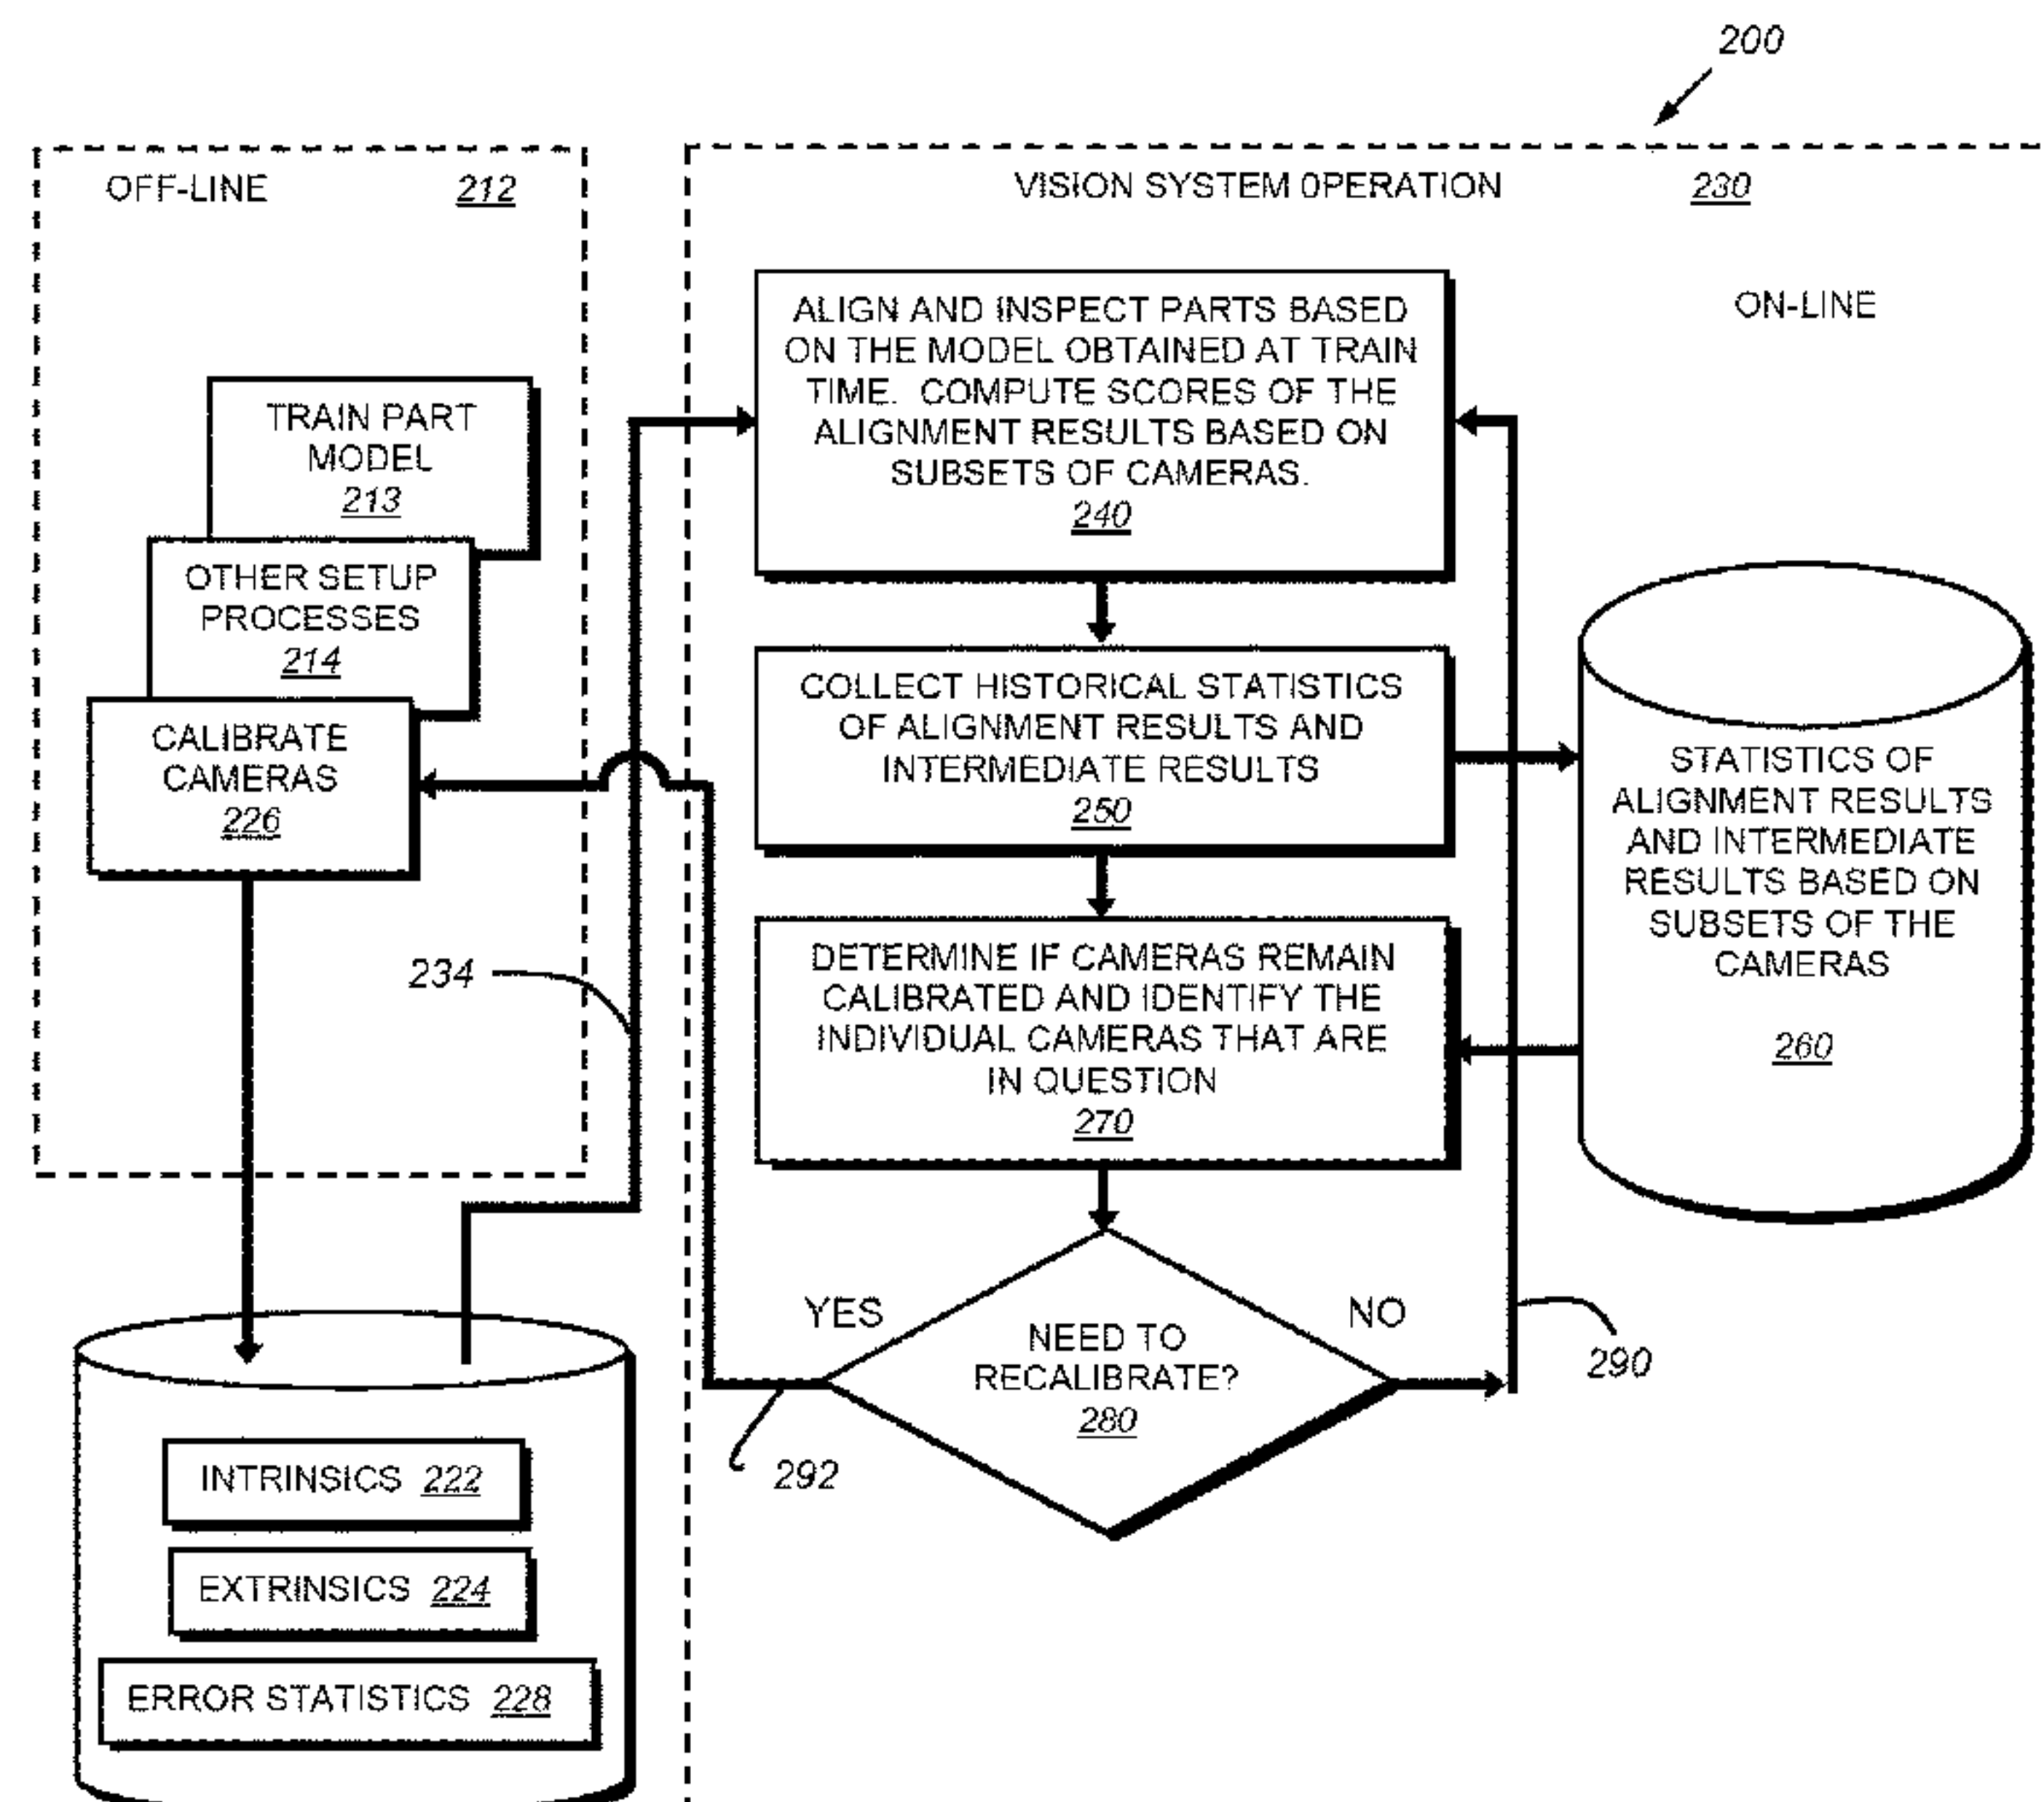 200
OFF-LINE 212
TRAIN PART
MODEL
213
OTHER SETUP
PROCESSES
214
CALIBRATE
CAMERAS
226
234
INTRINSICS 222
EXTRINSICS 224
ERROR STATISTICS 228
VISION SYSTEM OPERATION 230
ON-LINE
ALIGN AND INSPECT PARTS BASED
ON THE MODEL OBTAINED AT TRAIN
TIME. COMPUTE SCORES OF THE
ALIGNMENT RESULTS BASED ON
SUBSETS OF CAMERAS.
240
COLLECT HISTORICAL STATISTICS
OF ALIGNMENT RESULTS AND
INTERMEDIATE RESULTS
250
STATISTICS OF
ALIGNMENT RESULTS
AND INTERMEDIATE
RESULTS BASED ON
SUBSETS OF THE
CAMERAS
260
DETERMINE IF CAMERAS REMAIN
CALIBRATED AND IDENTIFY THE
INDIVIDUAL CAMERAS THAT ARE
IN QUESTION
270
YES
NO
NEED TO
RECALIBRATE?
280
290
292